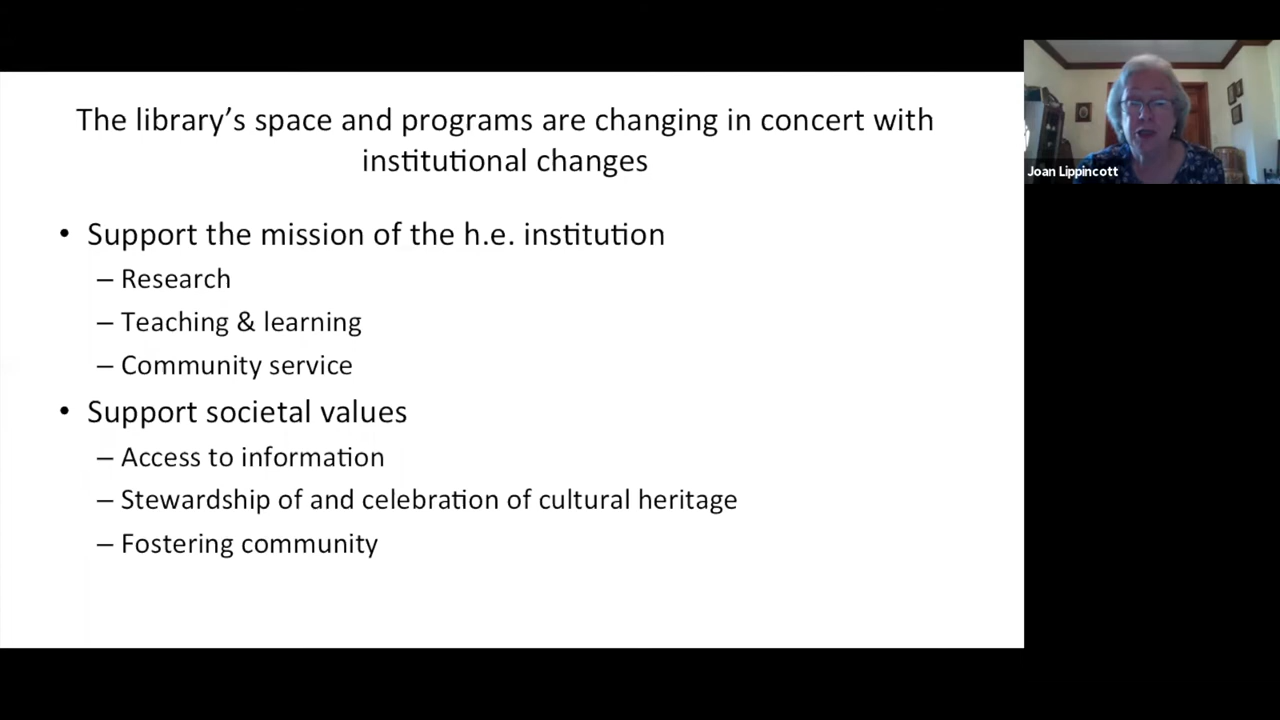 The library's space and programs are changing in concert with
institutional changes
• Support the mission of the h.e. institution
– Research
– Teaching & learning
– Community service
• Support societal values
– Access to information
– Stewardship of and celebration of cultural heritage
– Fostering community
Joan Lippincott